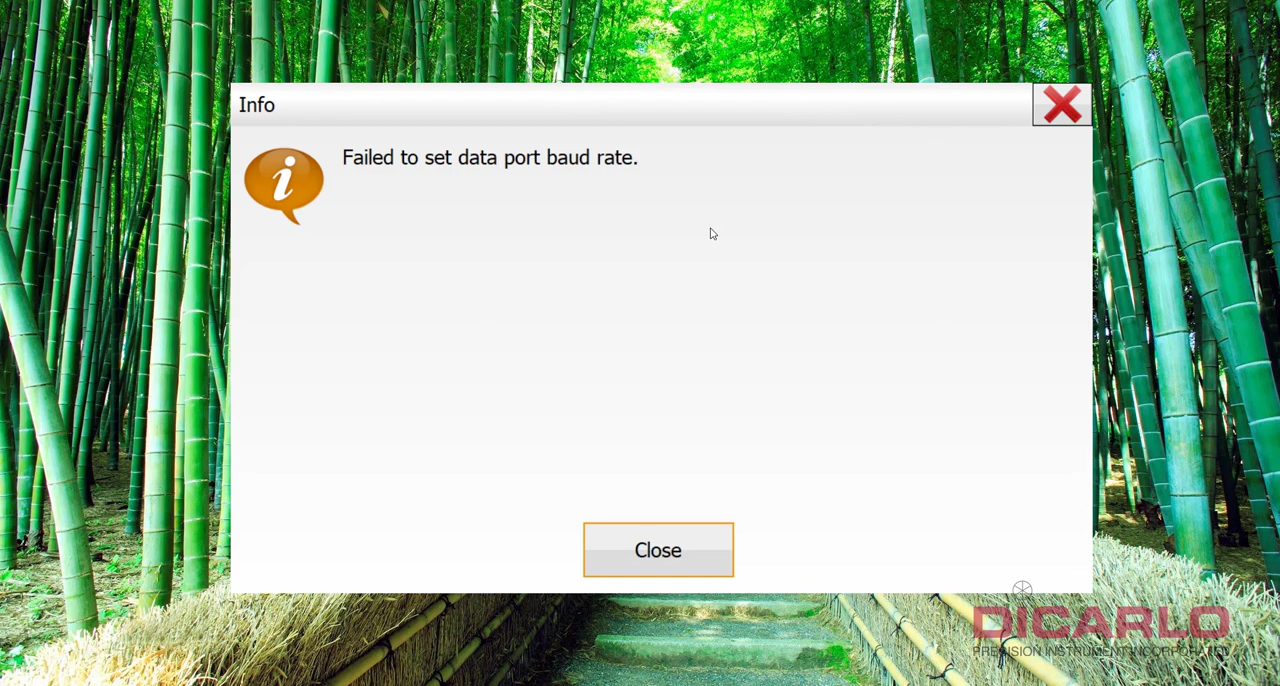 Info
Failed to set data port baud rate.
Close
DICARLO
PRECISION INSTRUMENT INCORPORATED